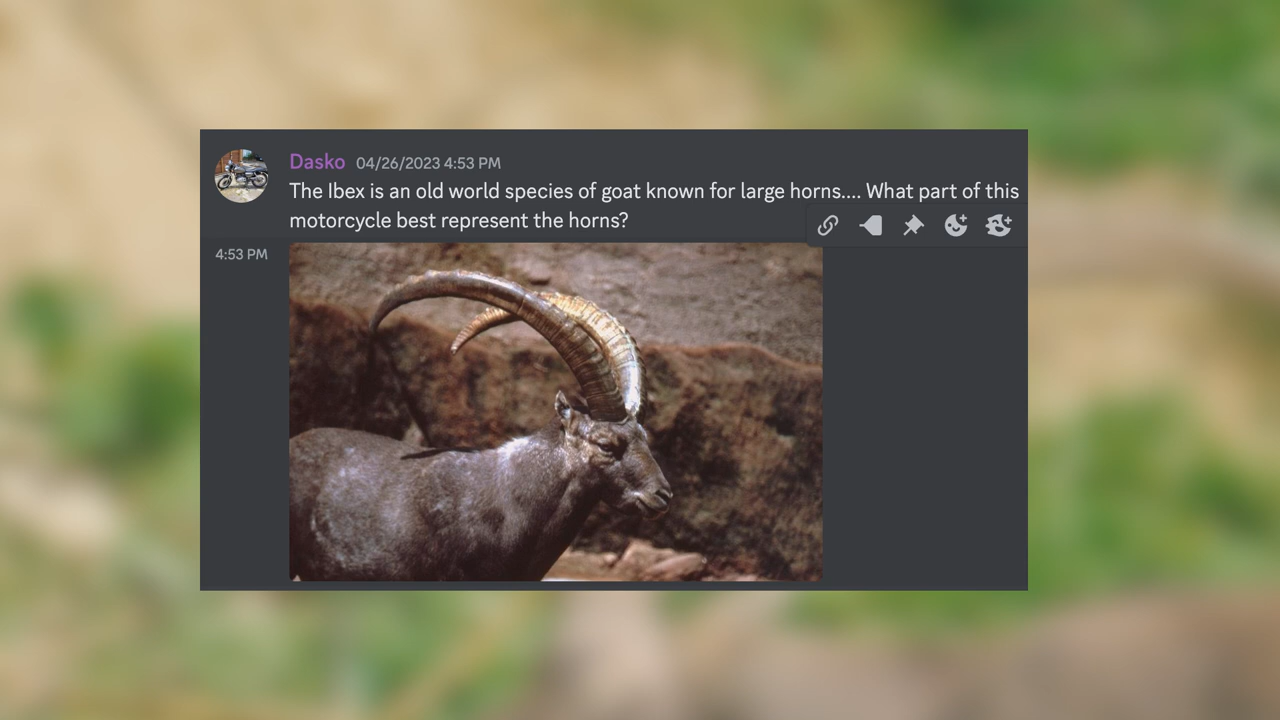 Dasko 04/26/2023 4:53 PM
The Ibex is an old world species of goat known for large horns.... What part of this
motorcycle best represent the horns?
4:53 PM